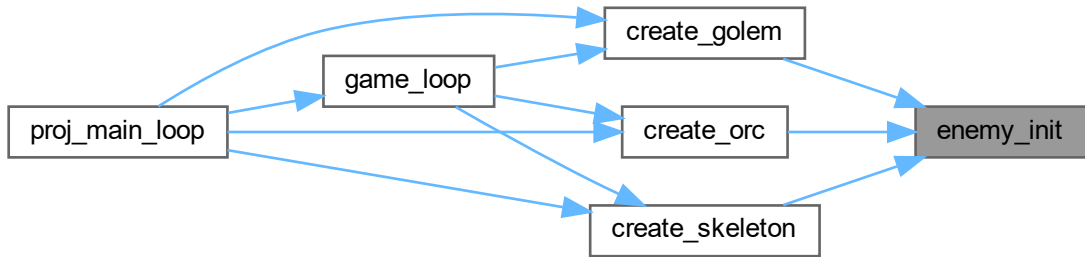 create_golem
game_loop
proj_main_loop
create_orc
enemy_init
create_skeleton